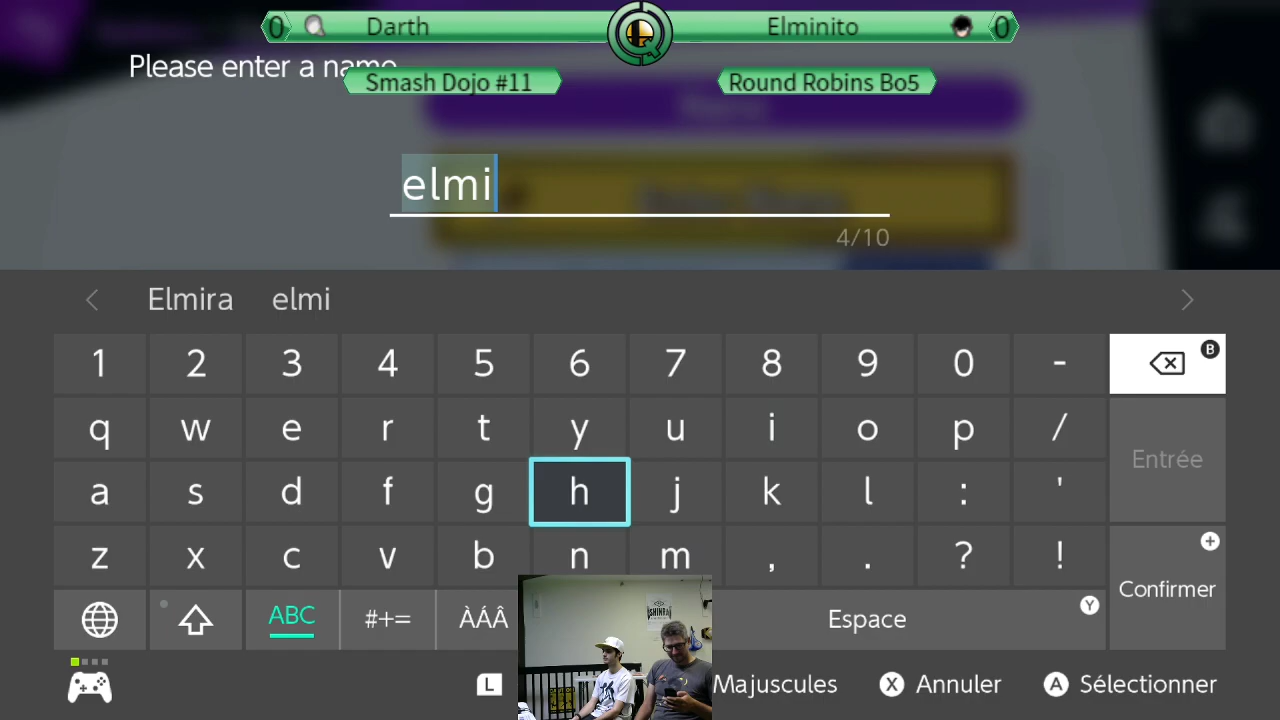 0 Darth Elminito 0
Please enter a name
Smash Dojo #11 Round Robins Bo5
elmi
4/10
Elmira elmi
1 2 3 4 5 6 7 8 9 0 -
B
q w e r t y u i o p /
Entrée
a s d f g h j k l : '
z x c v b n m , . ? !
+
Confirmer
ABC #+= ÀÁÂ Espace
Y
SHINRA
L Majuscules X Annuler A Sélectionner